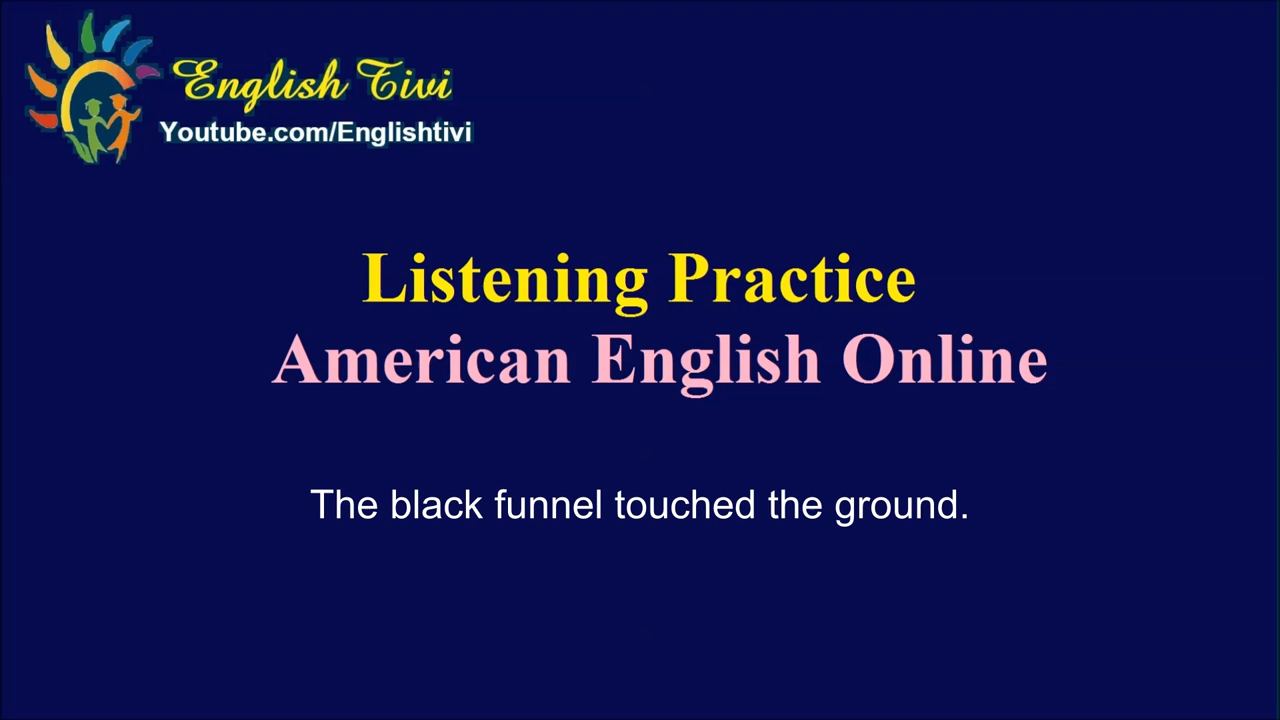 English Tivi
Youtube.com/Englishtivi
Listening Practice
American English Online
The black funnel touched the ground.